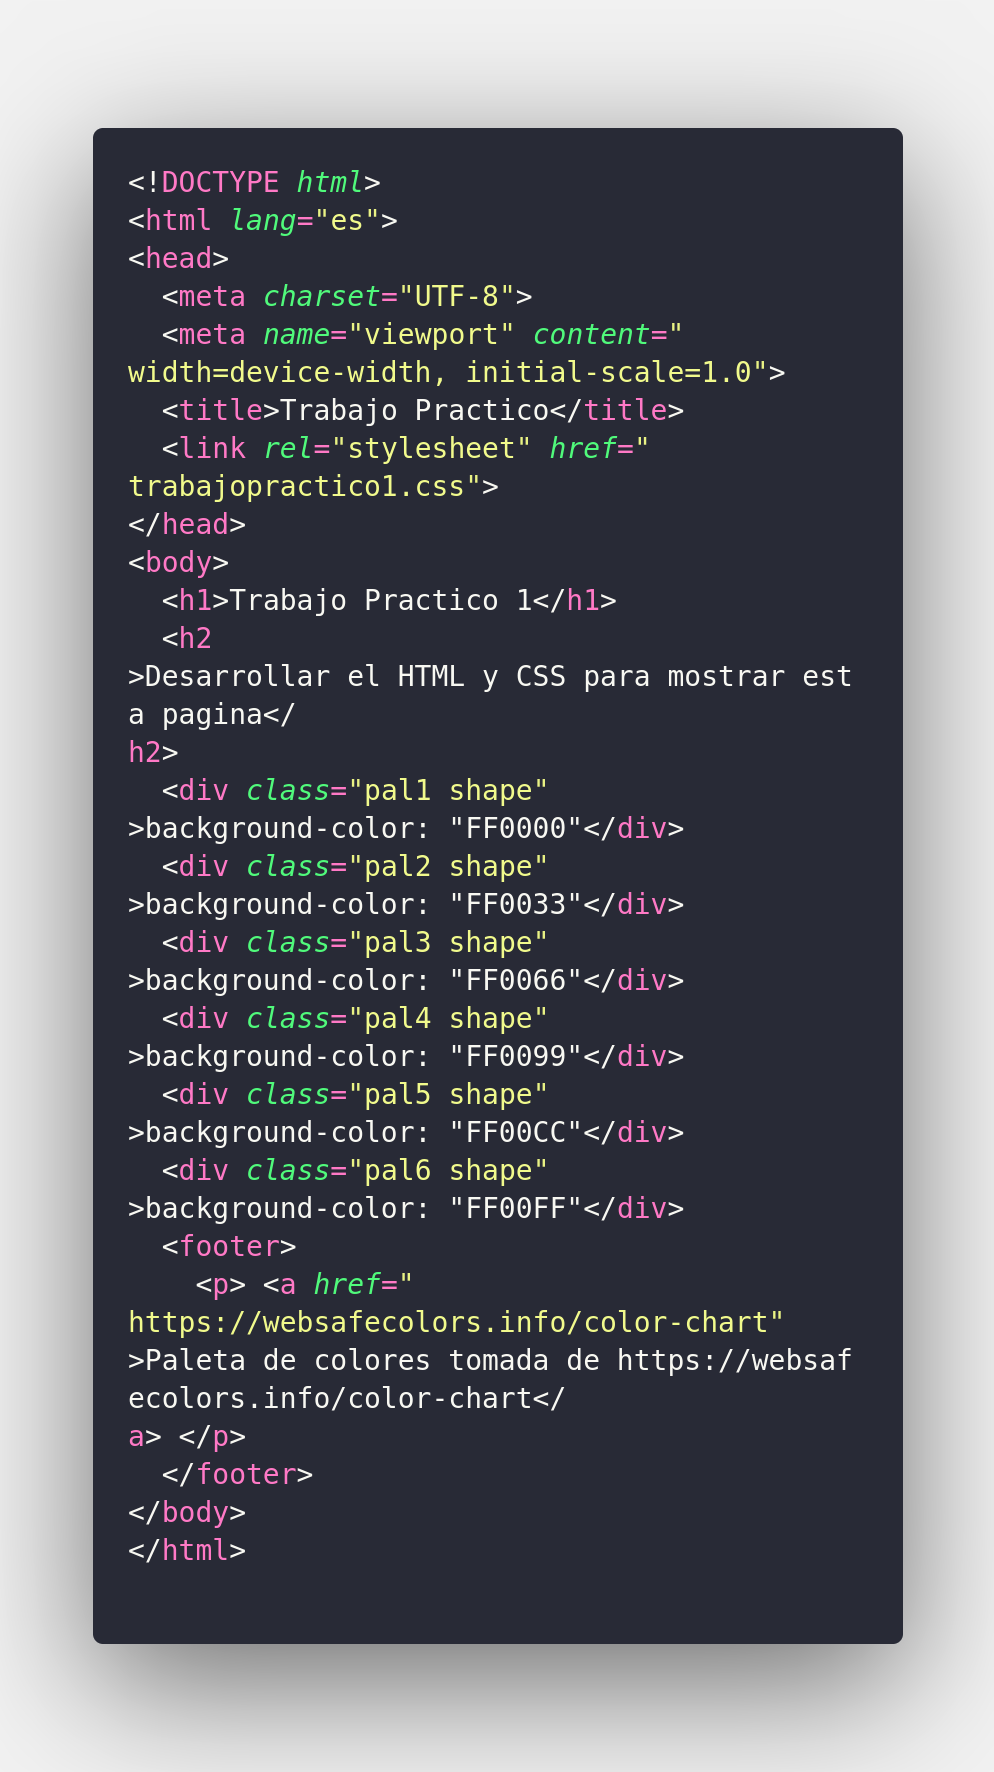 <!DOCTYPE html>
<html lang="es">
<head>
  <meta charset="UTF-8">
  <meta name="viewport" content="
width=device-width, initial-scale=1.0">
  <title>Trabajo Practico</title>
  <link rel="stylesheet" href="
trabajopractico1.css">
</head>
<body>
  <h1>Trabajo Practico 1</h1>
  <h2
>Desarrollar el HTML y CSS para mostrar est
a pagina</
h2>
  <div class="pal1 shape"
>background-color: "FF0000"</div>
  <div class="pal2 shape"
>background-color: "FF0033"</div>
  <div class="pal3 shape"
>background-color: "FF0066"</div>
  <div class="pal4 shape"
>background-color: "FF0099"</div>
  <div class="pal5 shape"
>background-color: "FF00CC"</div>
  <div class="pal6 shape"
>background-color: "FF00FF"</div>
  <footer>
    <p> <a href="
https://websafecolors.info/color-chart"
>Paleta de colores tomada de https://websaf
ecolors.info/color-chart</
a> </p>
  </footer>
</body>
</html>